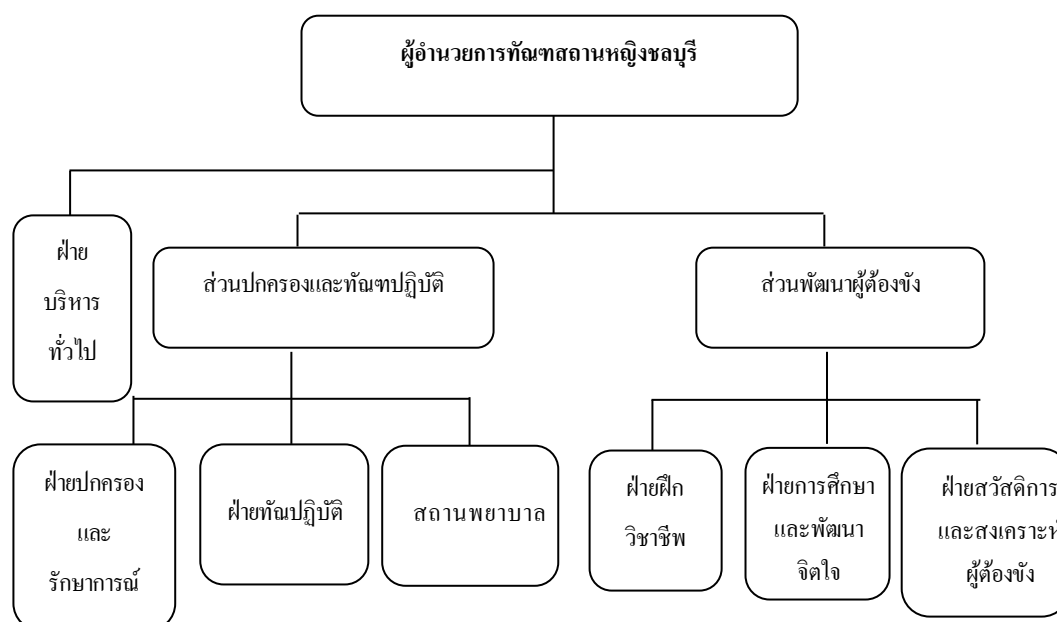 ผู้อำนวยการทัณฑสถานหญิงชลบุรี
ฝ่าย
บริหาร
ทั่วไป
ส่วนปกครองและทัณฑปฏิบัติ
ส่วนพัฒนาผู้ต้องขัง
ฝ่ายปกครอง
และ
รักษาการณ์
ฝ่ายทัณปฏิบัติ
สถานพยาบาล
ฝ่ายฝึก
วิชาชีพ
ฝ่ายการศึกษา
และพัฒนา
จิตใจ
ฝ่ายสวัสดิการ
และสงเคราะห
ผู้ต้องขัง